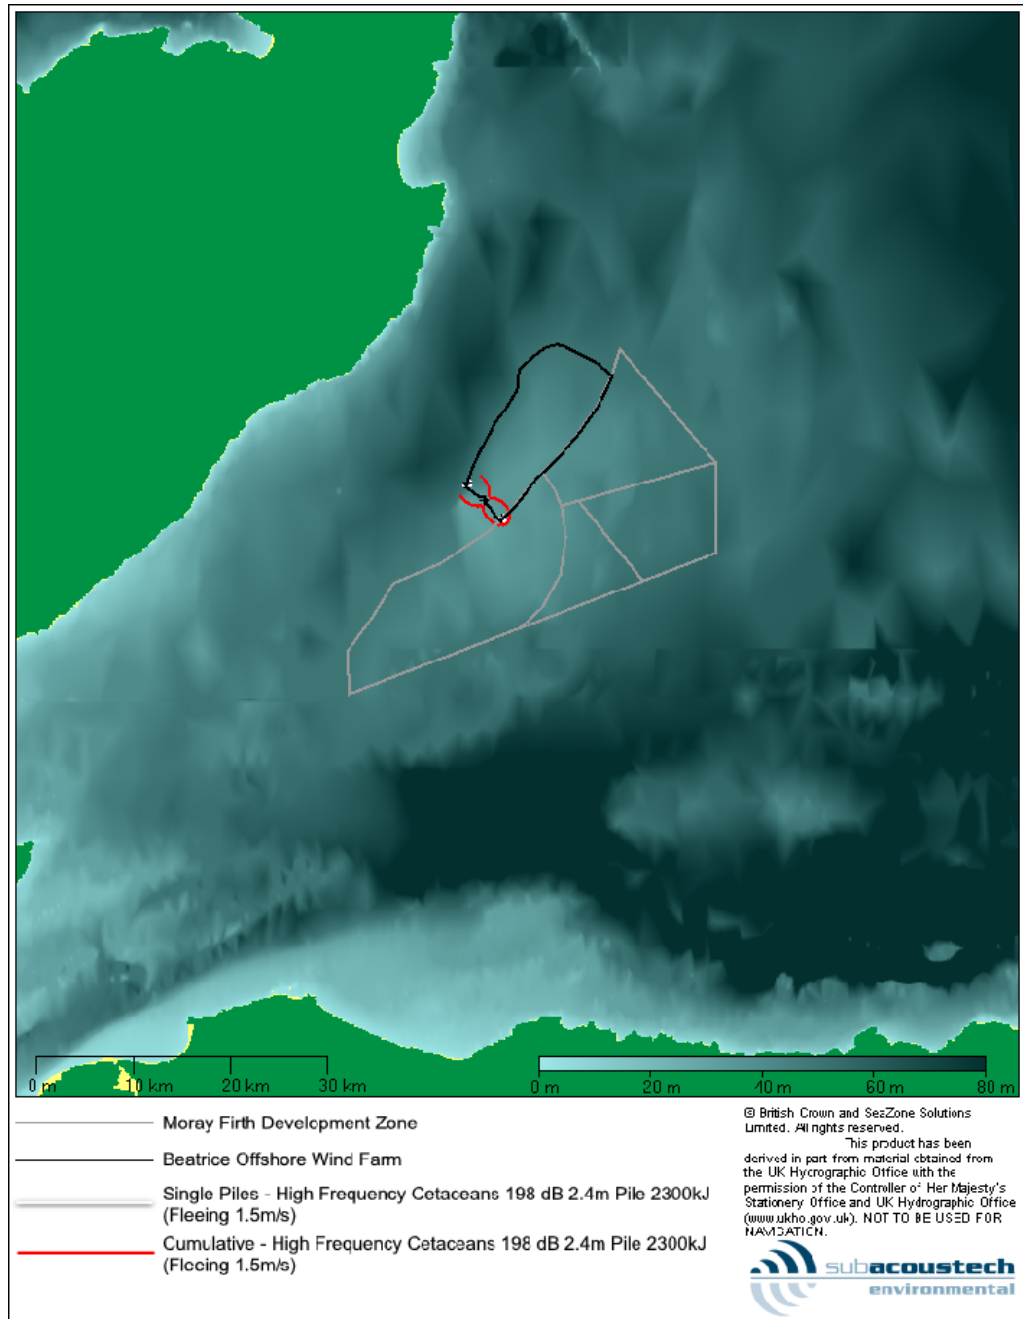 0 m 10 km 20 km 30 km
0 m 20 m 40 m 60 m 80 m
Moray Firth Development Zone
Beatrice Offshore Wind Farm
Single Piles - High Frequency Cetaceans 198 dB 2.4m Pile 2300kJ
(Fleeing 1.5m/s)
Cumulative - High Frequency Cetaceans 198 dB 2.4m Pile 2300kJ
(Fleeing 1.5m/s)
© British Crown and SeaZone Solutions
Limited. All rights reserved.
This product has been
derived in part from material obtained from
the UK Hydrographic Office with the
permission of the Controller of Her Majesty's
Stationery Office and UK Hydrographic Office
(www.ukho.gov.uk). NOT TO BE USED FOR
NAVIGATION.
subacoustech
environmental